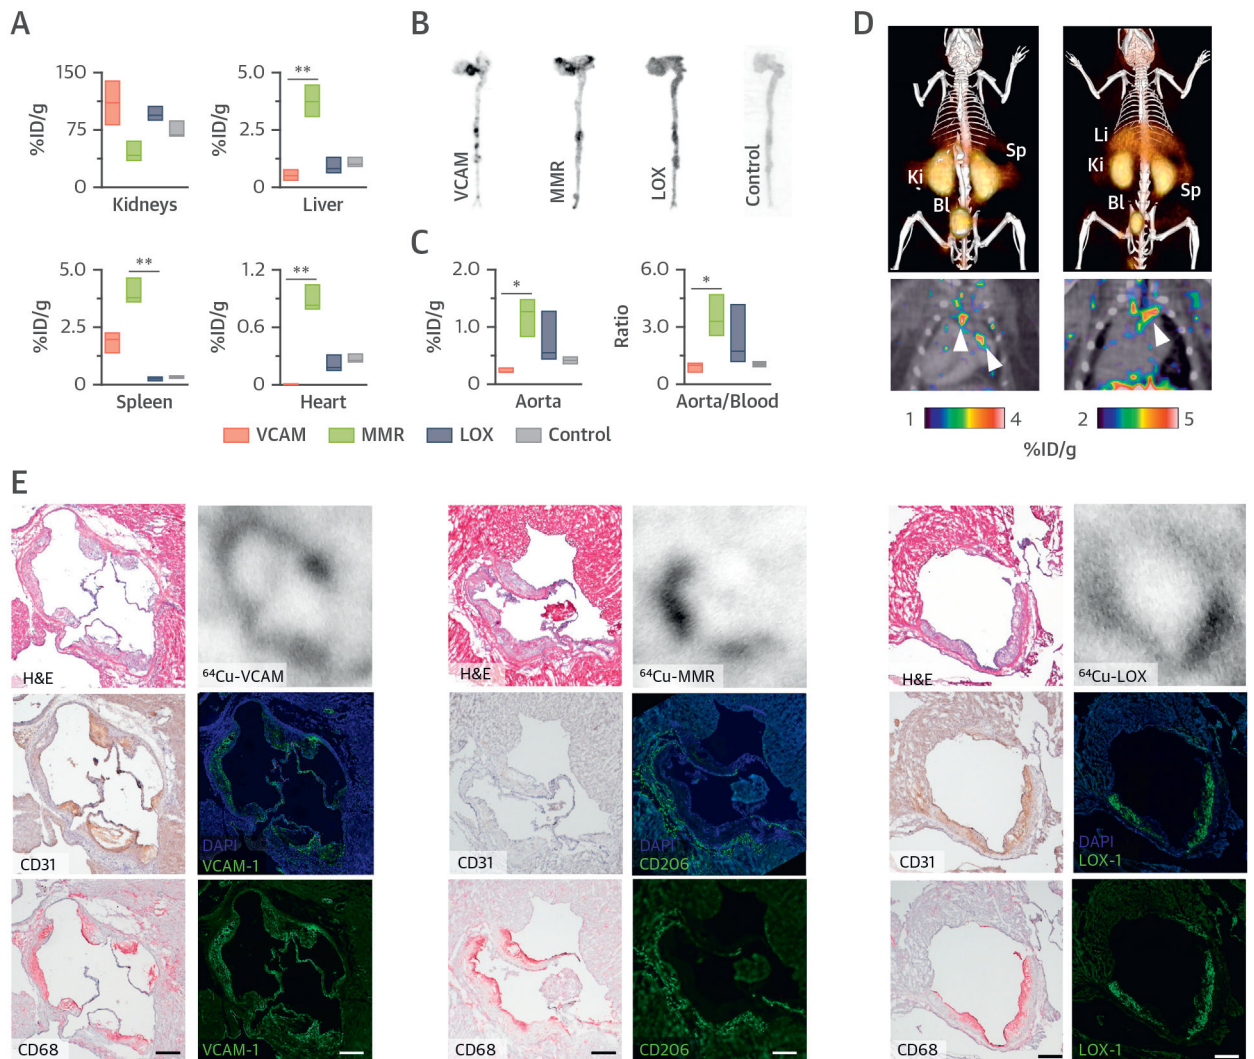 A
B
D
150
75
0
%ID/g
Kidneys
5.0
2.5
0
%ID/g
**
Liver
5.0
2.5
0
%ID/g
**
Spleen
1.2
0.6
0
%ID/g
**
Heart
VCAM
MMR
LOX
Control
C
2.0
1.0
0
%ID/g
*
Aorta
6.0
3.0
0
Ratio
*
Aorta/Blood
VCAM MMR LOX Control
Sp
Ki
Bl
Li
Ki
Sp
Bl
1 4
2 5
%ID/g
E
H&E
64Cu-VCAM
H&E
64Cu-MMR
H&E
64Cu-LOX
CD31
DAPI
VCAM-1
CD31
DAPI
CD206
CD31
DAPI
LOX-1
CD68
VCAM-1
CD68
CD206
CD68
LOX-1